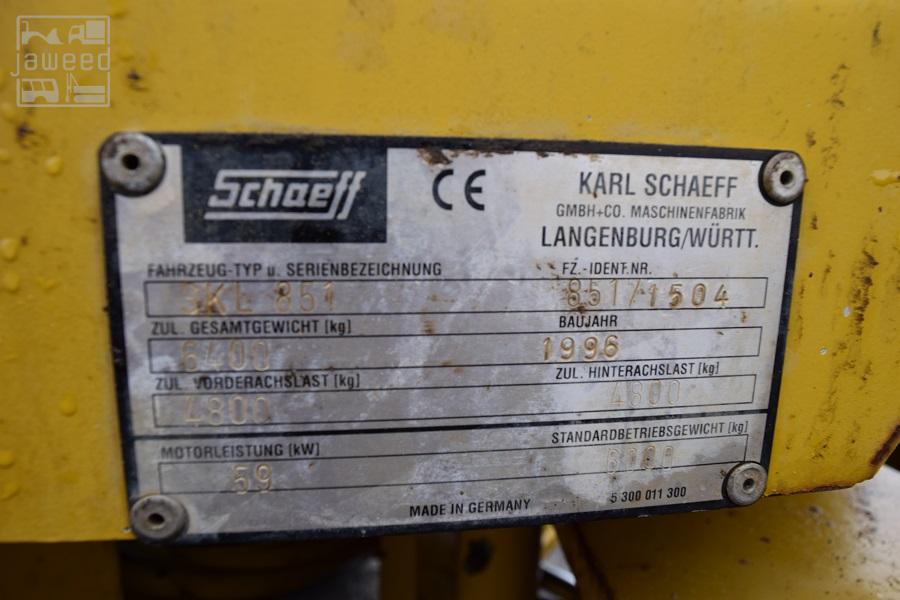 jaweed
Schaeff
CE
KARL SCHAEFF
GMBH+CO. MASCHINENFABRIK
LANGENBURG/WÜRTT.
FAHRZEUG-TYP u. SERIENBEZEICHNUNG
FZ.-IDENT.NR.
SKL 851
851/1504
ZUL. GESAMTGEWICHT [kg]
BAUJAHR
6400
1996
ZUL. VORDERACHSLAST [kg]
ZUL. HINTERACHSLAST [kg]
4800
4800
MOTORLEISTUNG [kW]
STANDARDBETRIEBSGEWICHT [kg]
59
MADE IN GERMANY
5 300 011 300